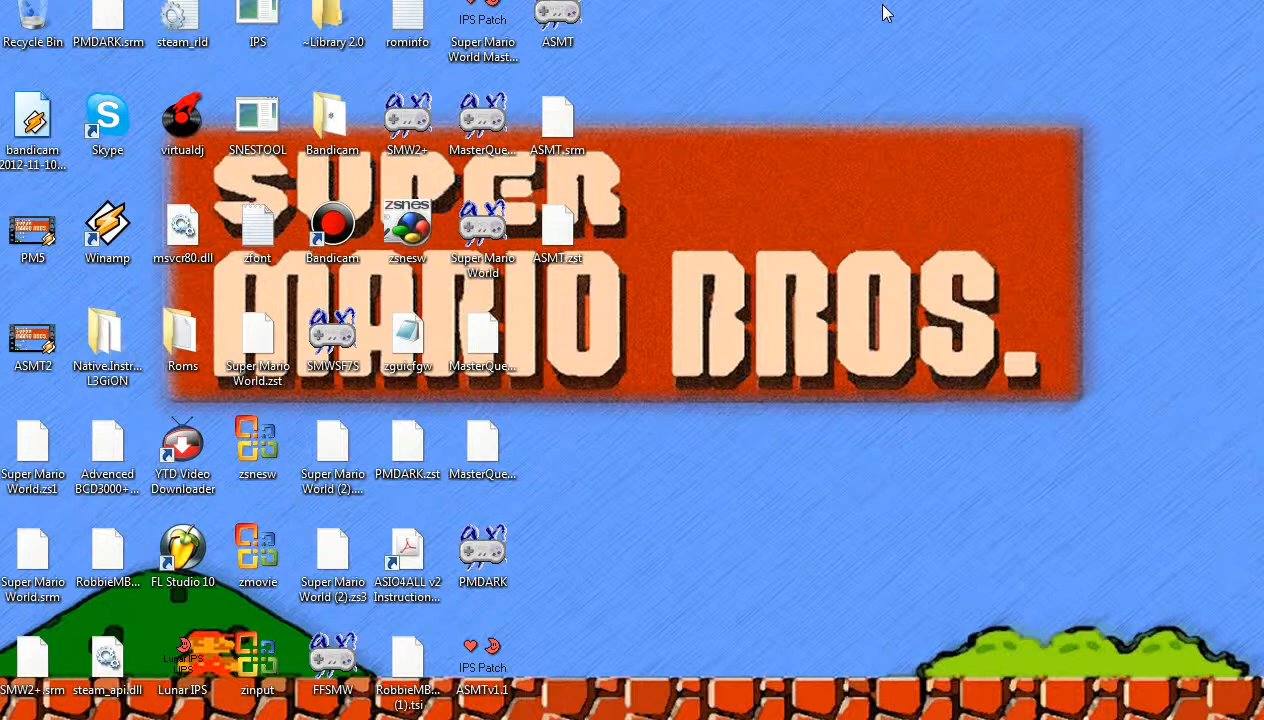 IPS Patch
Recycle Bin
PMDARK.srm
steam_rld
IPS
~Library 2.0
rominfo
Super Mario
World Mast...
ASMT
bandicam
2012-11-10...
Skype
virtualdj
SNESTOOL
Bandicam
SMW2+
MasterQue...
ASMT.srm
SUPER
MARIO BROS.
zsnes
PM5
Winamp
msvcr80.dll
zfont
Bandicam
zsnesw
Super Mario
World
ASMT.zst
ASMT2
Native.Instr...
L3GiON
Roms
Super Mario
World.zst
SMWSF7S
zguicfgw
MasterQue...
Super Mario
World.zs1
Advenced
BCD3000+...
YTD Video
Downloader
zsnesw
Super Mario
World (2)....
PMDARK.zst
MasterQue...
Super Mario
World.srm
RobbieMB...
FL Studio 10
zmovie
Super Mario
World (2).zs3
ASIO4ALL v2
Instruction...
PMDARK
Lunar IPS
UPS
IPS Patch
SMW2+.srm
steam_api.dll
Lunar IPS
zinput
FFSMW
RobbieMB...
(1).tsi
ASMTv1.1